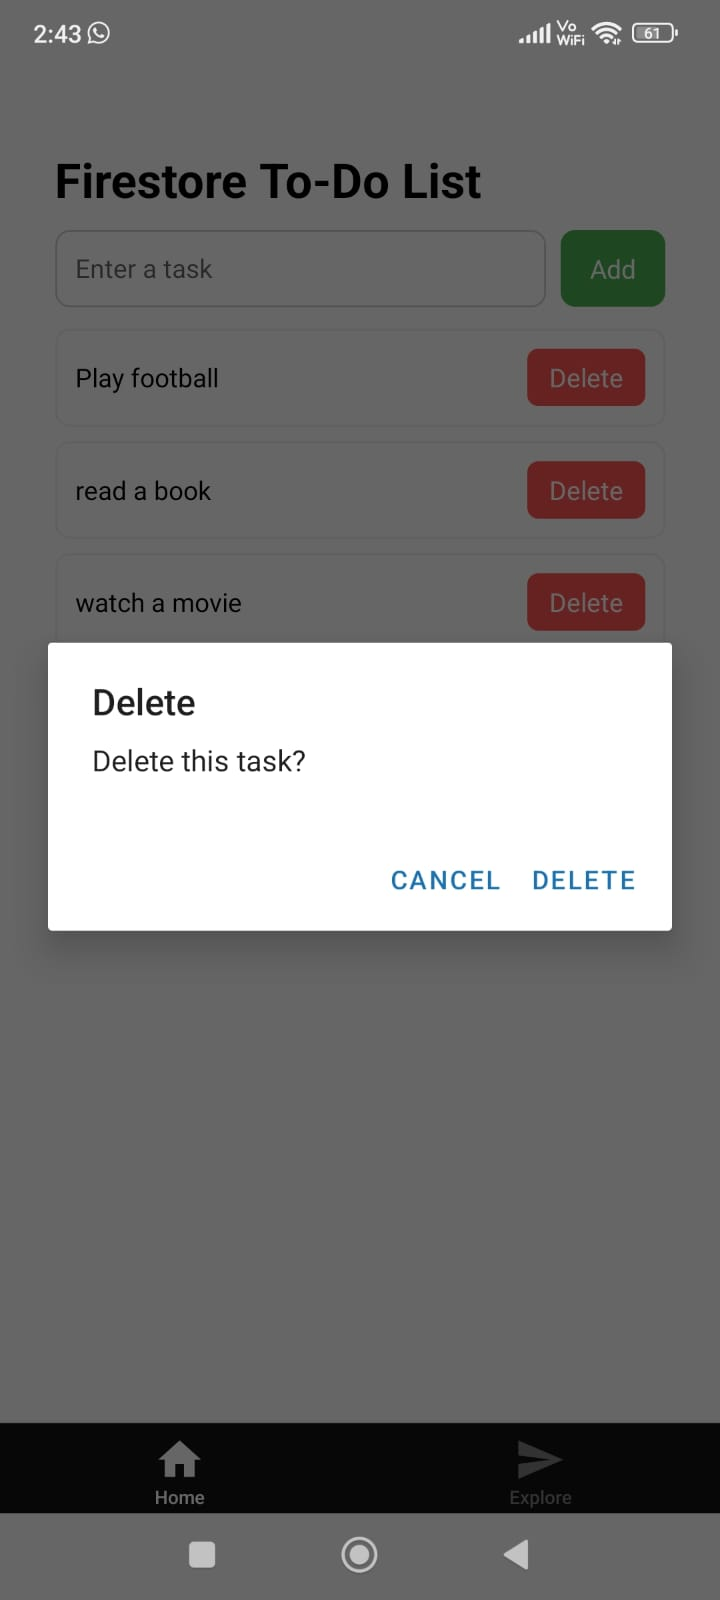 2:43
Vo
WiFi
61
Firestore To-Do List
Enter a task
Add
Play football
Delete
read a book
Delete
watch a movie
Delete
Delete
Delete this task?
CANCEL
DELETE
Home
Explore